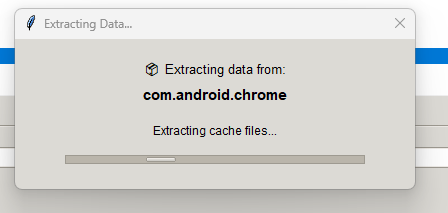 Extracting Data...
Extracting data from:
com.android.chrome
Extracting cache files...